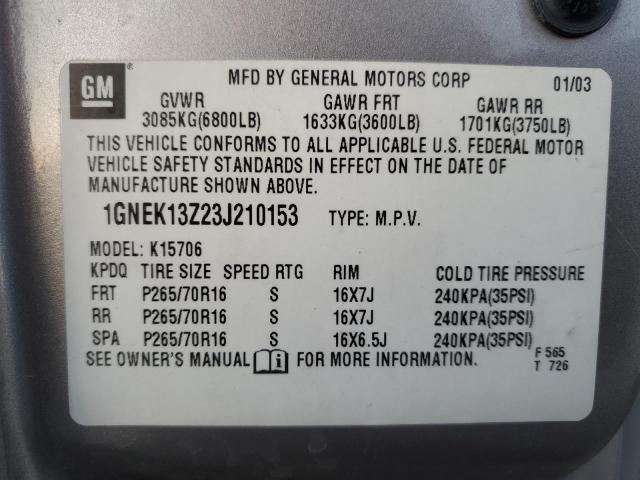 GM ® MFD BY GENERAL MOTORS CORP 01/03
GVWR GAWR FRT GAWR RR
3085KG(6800LB) 1633KG(3600LB) 1701KG(3750LB)
THIS VEHICLE CONFORMS TO ALL APPLICABLE U.S. FEDERAL MOTOR
VEHICLE SAFETY STANDARDS IN EFFECT ON THE DATE OF
MANUFACTURE SHOWN ABOVE.
1GNEK13Z23J210153 TYPE: M.P.V.
MODEL: K15706
KPDQ TIRE SIZE SPEED RTG RIM COLD TIRE PRESSURE
FRT P265/70R16 S 16X7J 240KPA(35PSI)
RR P265/70R16 S 16X7J 240KPA(35PSI)
SPA P265/70R16 S 16X6.5J 240KPA(35PSI)
SEE OWNER'S MANUAL FOR MORE INFORMATION. F 565
T 726